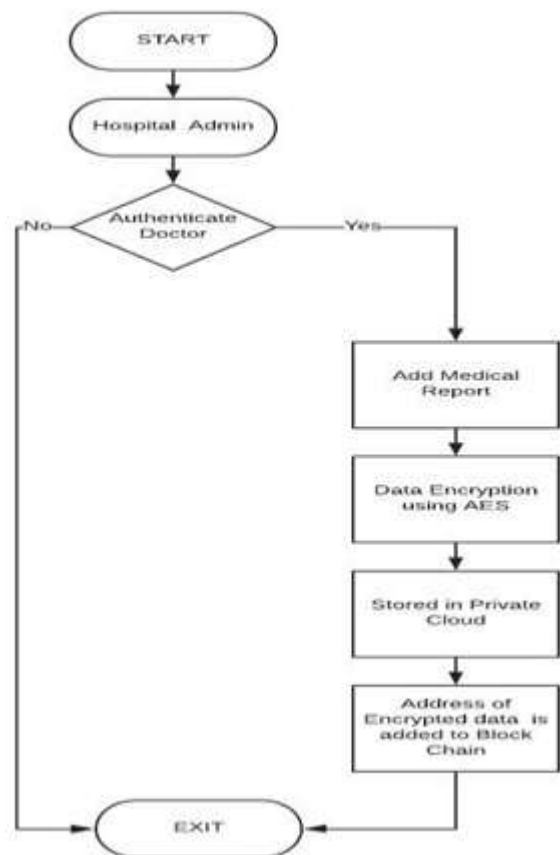 START
Hospital Admin
Authenticate
Doctor
No
Yes
Add Medical
Report
Data Encryption
using AES
Stored in Private
Cloud
Address of
Encrypted data is
added to Block
Chain
EXIT